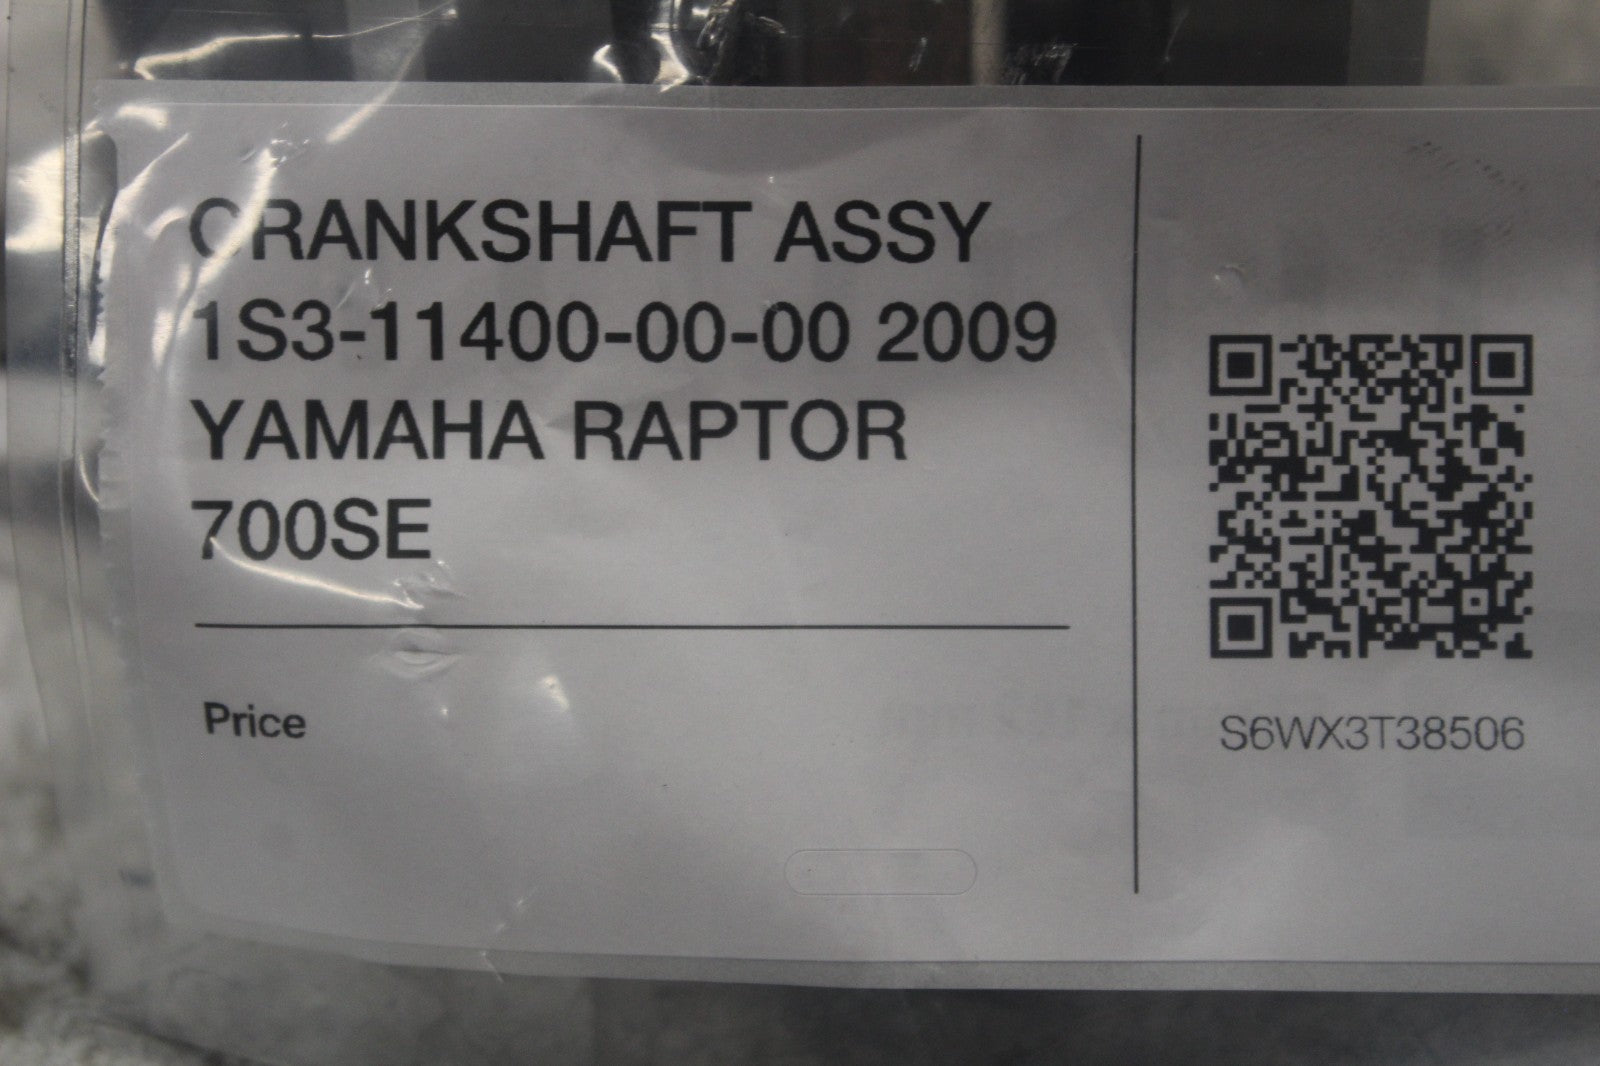 CRANKSHAFT ASSY
1S3-11400-00-00 2009
YAMAHA RAPTOR
700SE
Price
S6WX3T38506